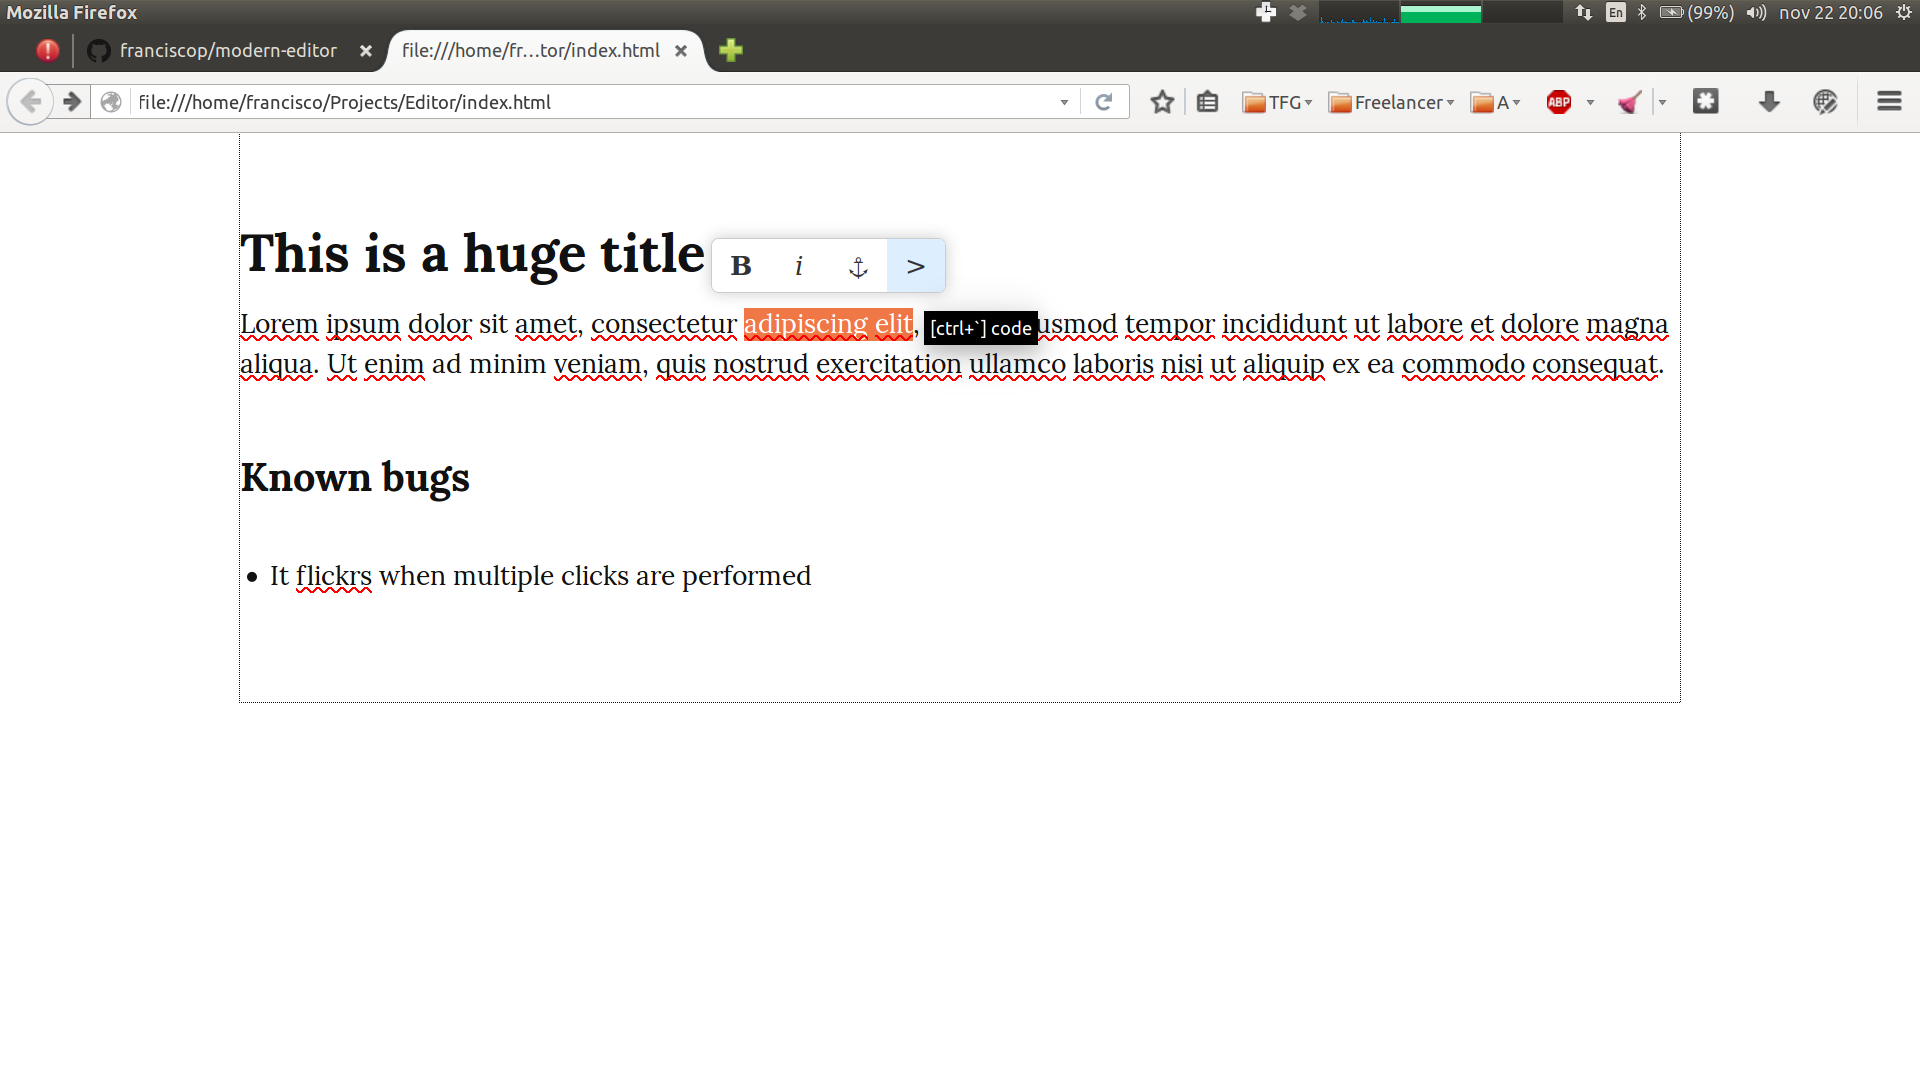 Mozilla Firefox
En
(99%)
nov 22 20:06
franciscop/modern-editor
file:///home/fr...tor/index.html
file:///home/francisco/Projects/Editor/index.html
TFG
Freelancer
A
ABP
This is a huge title
B i >
Lorem ipsum dolor sit amet, consectetur adipiscing elit, usmod tempor incididunt ut labore et dolore magna
[ctrl+`] code
aliqua. Ut enim ad minim veniam, quis nostrud exercitation ullamco laboris nisi ut aliquip ex ea commodo consequat.
Known bugs
• It flickrs when multiple clicks are performed